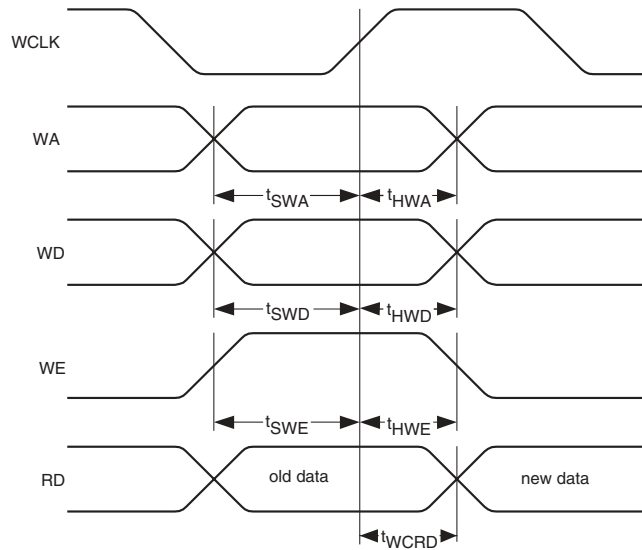 WCLK
WA
tSWA tHWA
WD
tSWD tHWD
WE
tSWE tHWE
RD old data new data
tWCRD